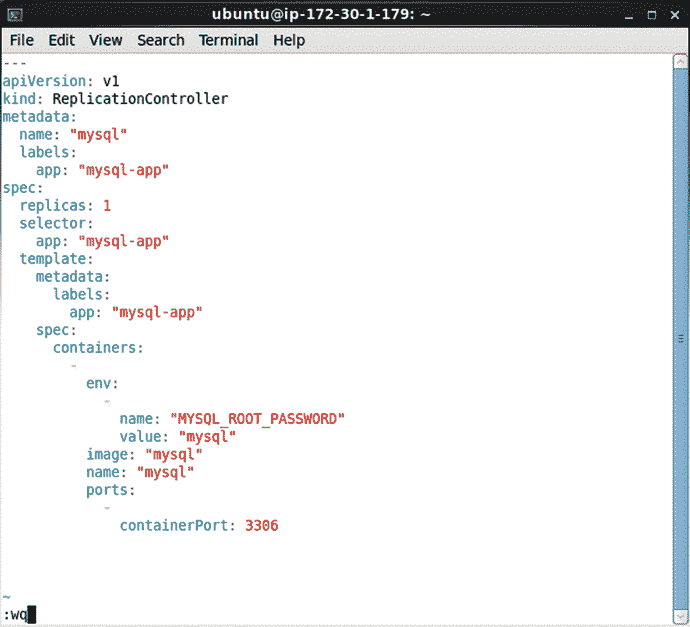 ubuntu@ip-172-30-1-179: ~
File Edit View Search Terminal Help
---
apiVersion: v1
kind: ReplicationController
metadata:
  name: "mysql"
  labels:
    app: "mysql-app"
spec:
  replicas: 1
  selector:
    app: "mysql-app"
  template:
    metadata:
      labels:
        app: "mysql-app"
    spec:
      containers:
        -
          env:
            -
              name: "MYSQL_ROOT_PASSWORD"
              value: "mysql"
          image: "mysql"
          name: "mysql"
          ports:
            -
              containerPort: 3306
~
:wq